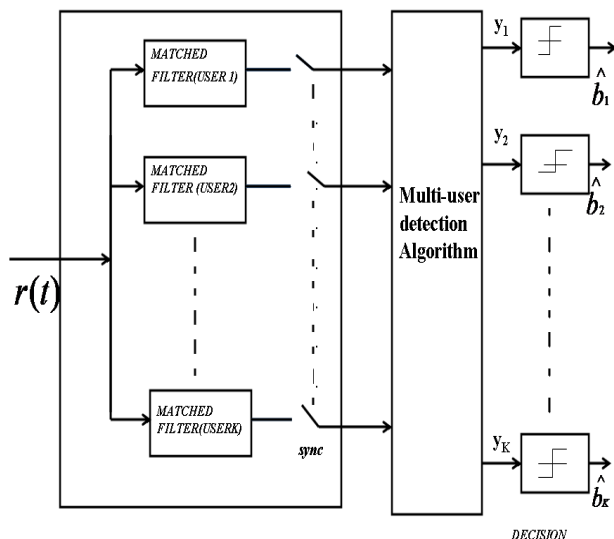 MATCHED
FILTER(USER 1)
y1
b̂1
MATCHED
FILTER (USER2)
y2
b̂2
Multi-user
detection
Algorithm
r(t)
MATCHED
FILTER(USERK)
sync
yK
b̂K
DECISION